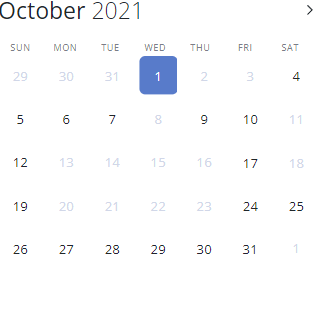 October 2021
SUN MON TUE WED THU FRI SAT
29 30 31 1 2 3 4
5 6 7 8 9 10 11
12 13 14 15 16 17 18
19 20 21 22 23 24 25
26 27 28 29 30 31 1